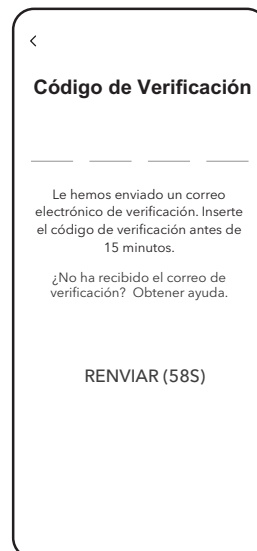 Código de Verificación
Le hemos enviado un correo
electrónico de verificación. Inserte
el código de verificación antes de
15 minutos.
¿No ha recibido el correo de
verificación? Obtener ayuda.
RENVIAR (58S)